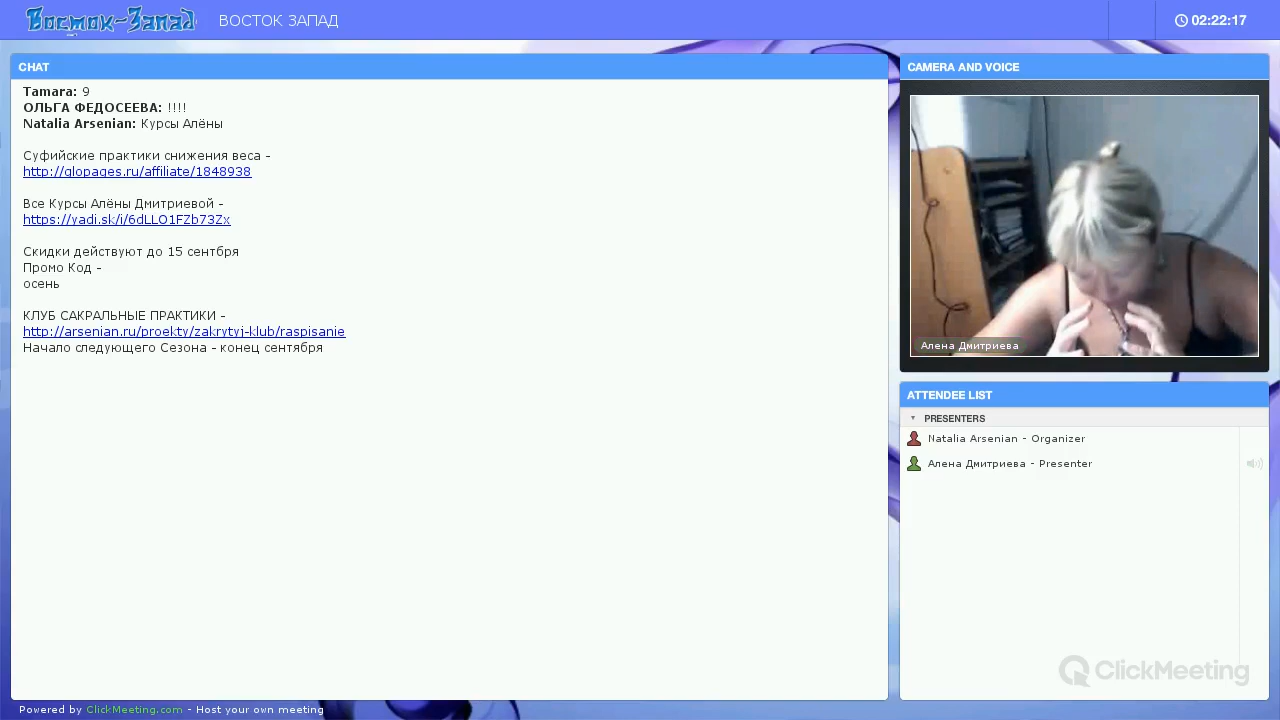 Восток-Запад
ВОСТОК ЗАПАД
02:22:17
CHAT
Tamara: 9
ОЛЬГА ФЕДОСЕЕВА: !!!!
Natalia Arsenian: Курсы Алёны
Суфийские практики снижения веса -
http://glopages.ru/affiliate/1848938
Все Курсы Алёны Дмитриевой -
https://yadi.sk/i/6dLLO1FZb73Zx
Скидки действуют до 15 сентбря
Промо Код -
осень
КЛУБ САКРАЛЬНЫЕ ПРАКТИКИ -
http://arsenian.ru/proekty/zakrytyj-klub/raspisanie
Начало следующего Сезона - конец сентября
CAMERA AND VOICE
Алена Дмитриева
ATTENDEE LIST
PRESENTERS
Natalia Arsenian - Organizer
Алена Дмитриева - Presenter
ClickMeeting
Powered by ClickMeeting.com - Host your own meeting